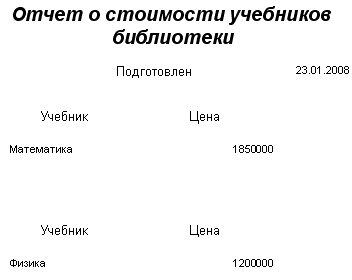 Отчет о стоимости учебников
библиотеки
Подготовлен 23.01.2008
Учебник Цена
Математика 1850000
Учебник Цена
Физика 1200000